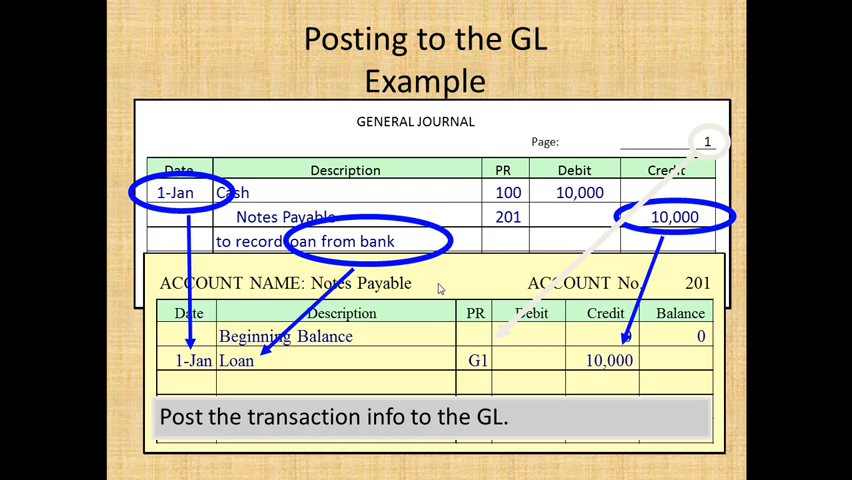 Posting to the GL
Example
GENERAL JOURNAL
Page: 1
Date Description PR Debit Credit
1-Jan Cash 100 10,000
Notes Payable 201 10,000
to record loan from bank
ACCOUNT NAME: Notes Payable ACCOUNT No. 201
Date Description PR Debit Credit Balance
Beginning Balance 0 0
1-Jan Loan G1 10,000
Post the transaction info to the GL.